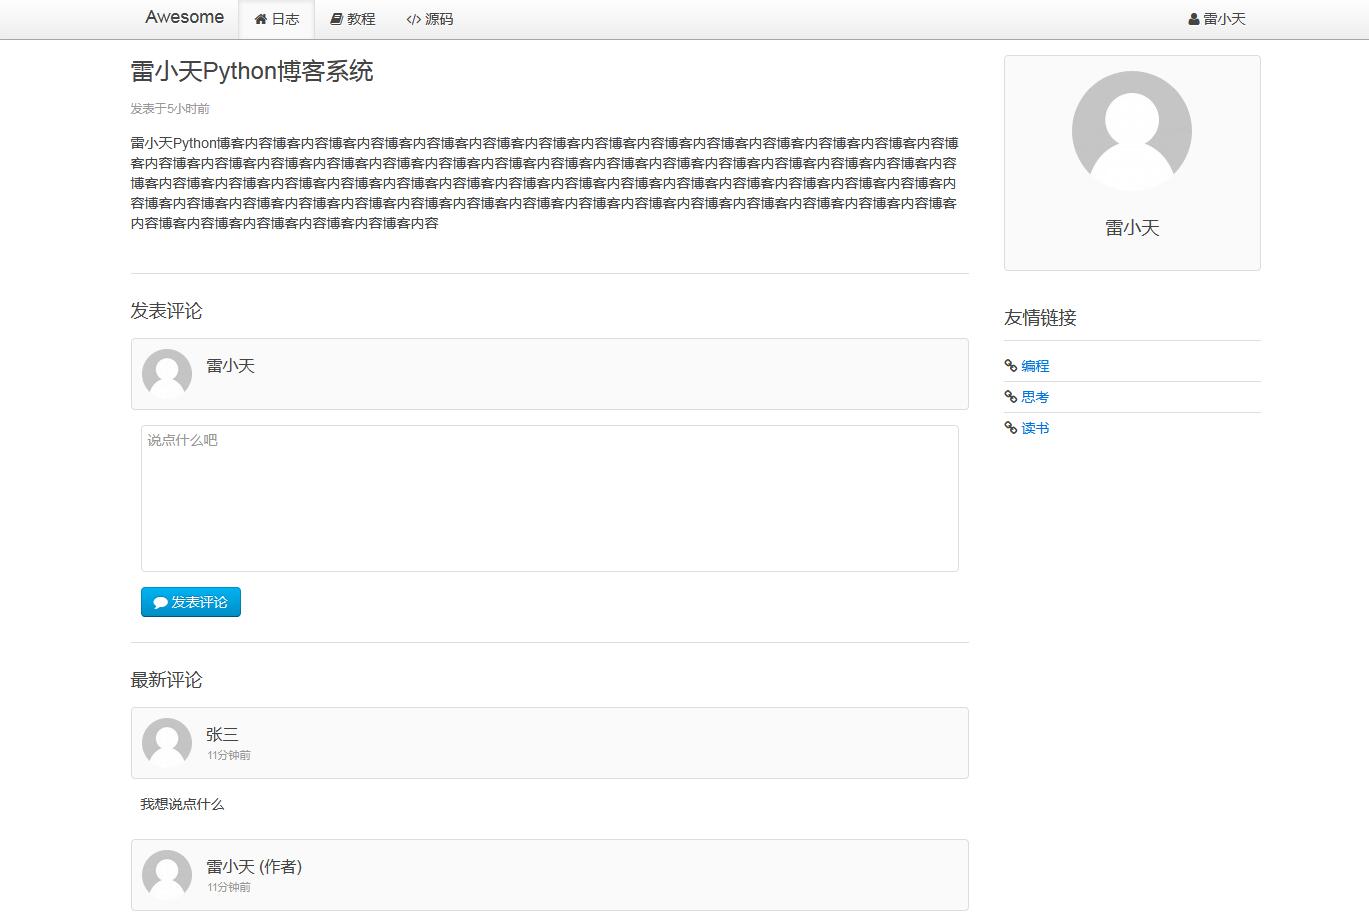 Awesome 日志 教程 源码 雷小天
雷小天Python博客系统
发表于5小时前
雷小天Python博客内容博客内容博客内容博客内容博客内容博客内容博客内容博客内容博客内容博客内容博客内容博客内容博客内容博
客内容博客内容博客内容博客内容博客内容博客内容博客内容博客内容博客内容博客内容博客内容博客内容博客内容博客内容博客内容
博客内容博客内容博客内容博客内容博客内容博客内容博客内容博客内容博客内容博客内容博客内容博客内容博客内容博客内容博客内
容博客内容博客内容博客内容博客内容博客内容博客内容博客内容博客内容博客内容博客内容博客内容博客内容博客内容博客内容博客
内容博客内容博客内容博客内容博客内容博客内容
雷小天
发表评论
雷小天
说点什么吧
发表评论
友情链接
编程
思考
读书
最新评论
张三
11分钟前
我想说点什么
雷小天 (作者)
11分钟前